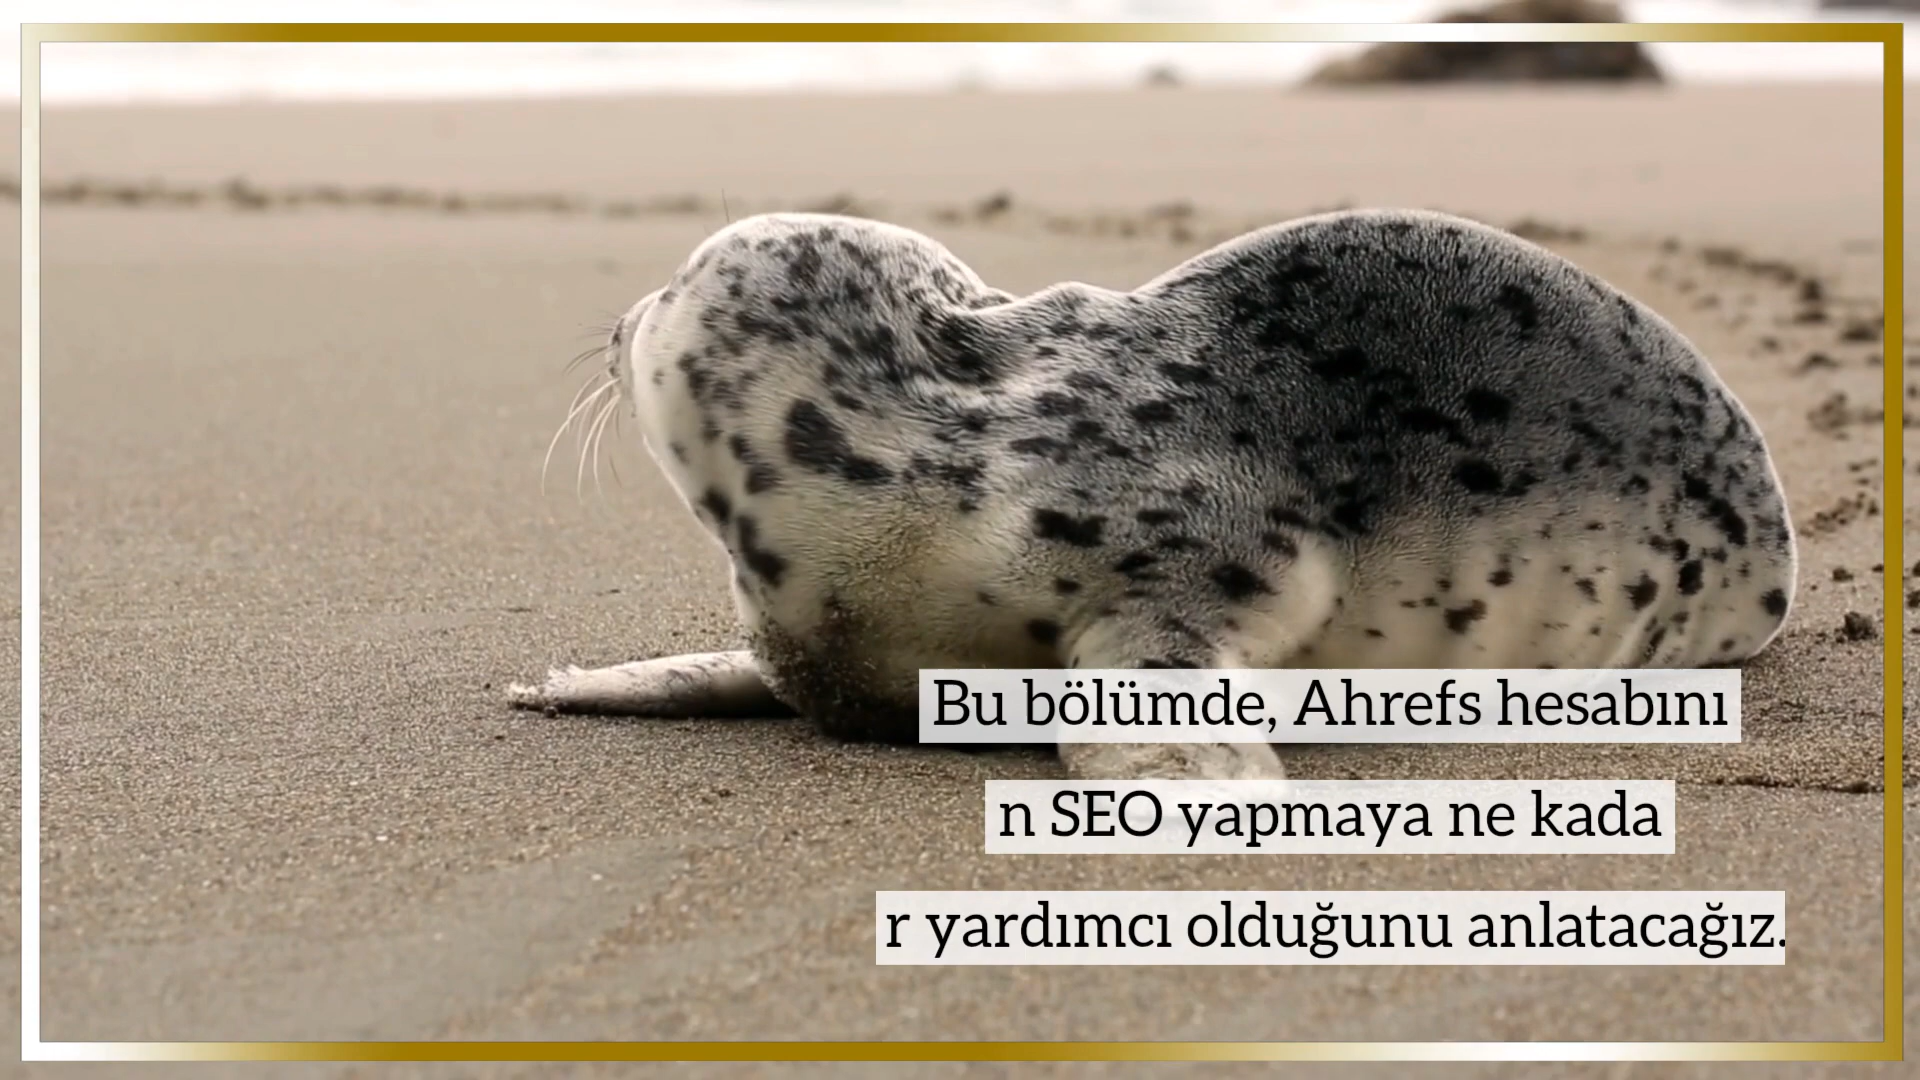 Bu bölümde, Ahrefs hesabını
n SEO yapmaya ne kada
r yardımcı olduğunu anlatacağız.